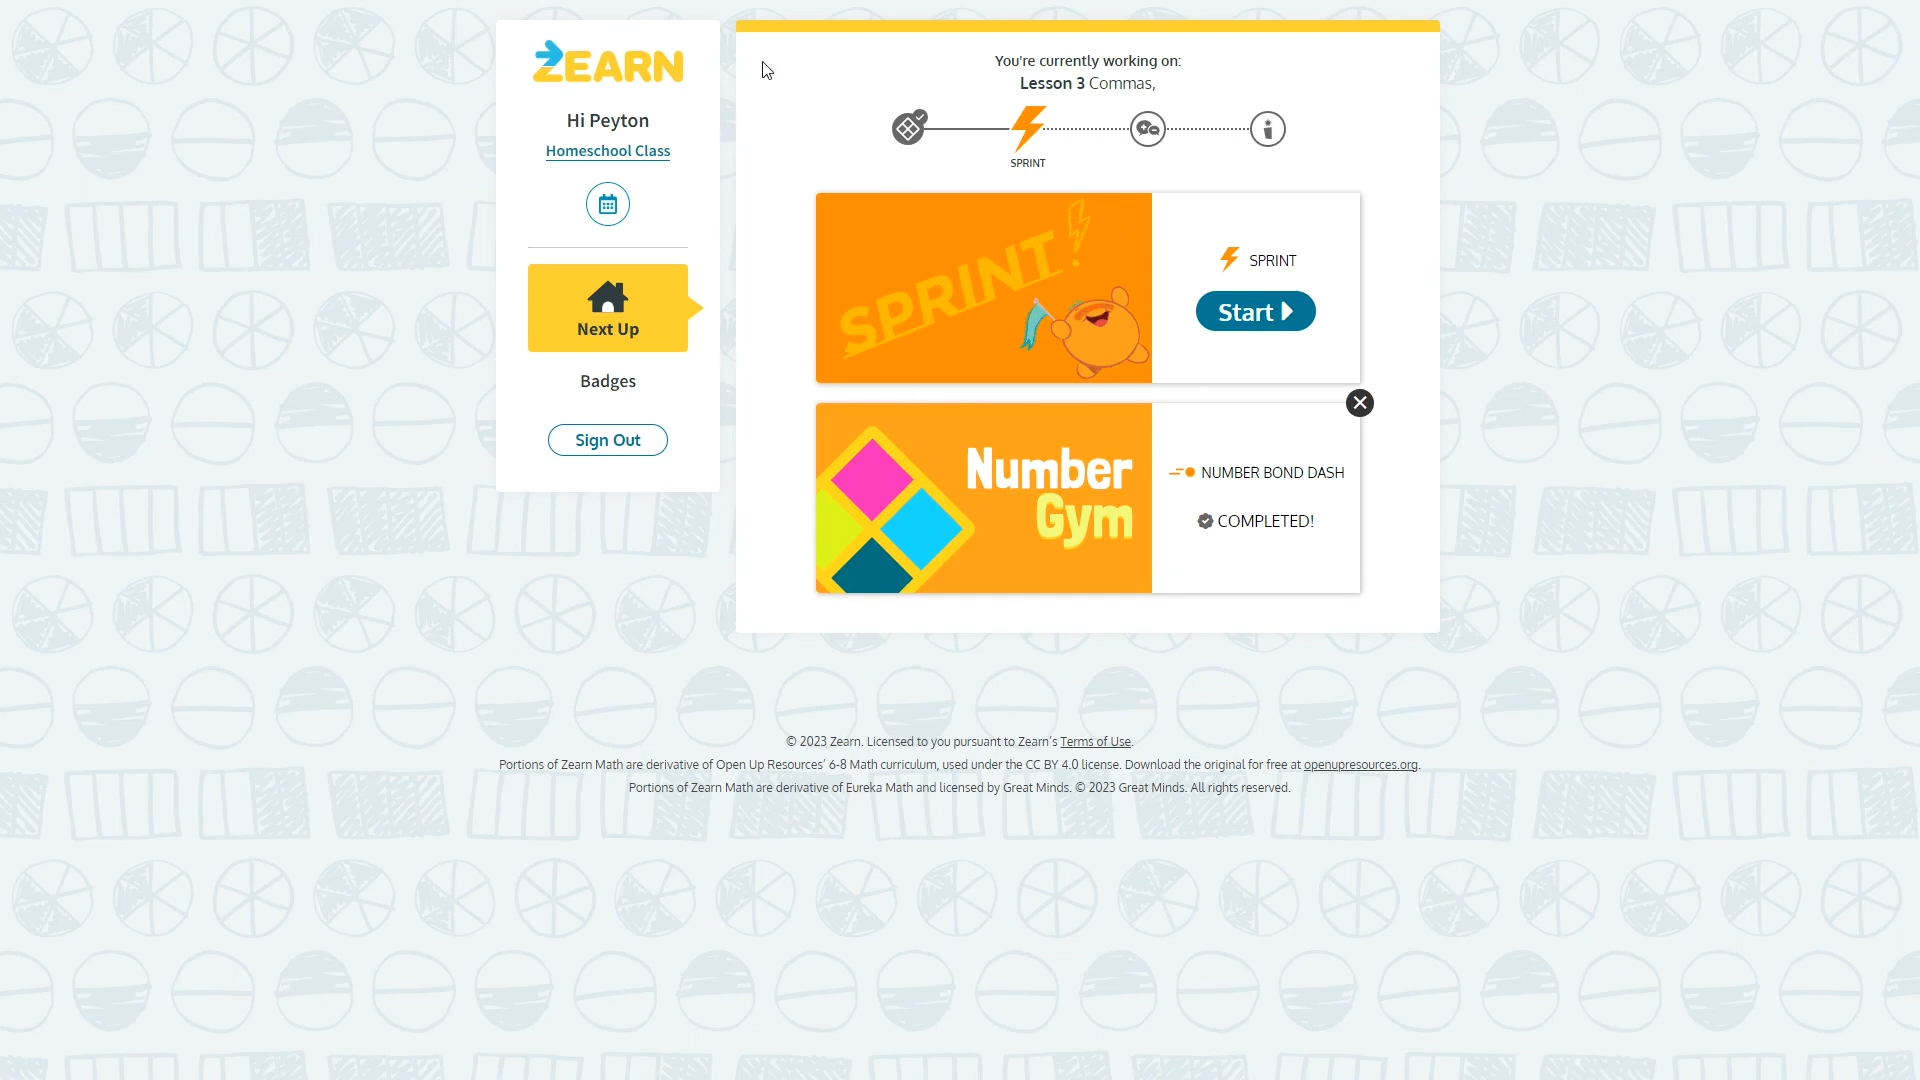 ZEARN
Hi Peyton
Homeschool Class
Next Up
Badges
Sign Out
You're currently working on:
Lesson 3 Commas,
SPRINT
SPRINT!
SPRINT
Start
Number
Gym
NUMBER BOND DASH
COMPLETED!
© 2023 Zearn. Licensed to you pursuant to Zearn's Terms of Use.
Portions of Zearn Math are derivative of Open Up Resources' 6-8 Math curriculum, used under the CC BY 4.0 license. Download the original for free at openupresources.org.
Portions of Zearn Math are derivative of Eureka Math and licensed by Great Minds. © 2023 Great Minds. All rights reserved.